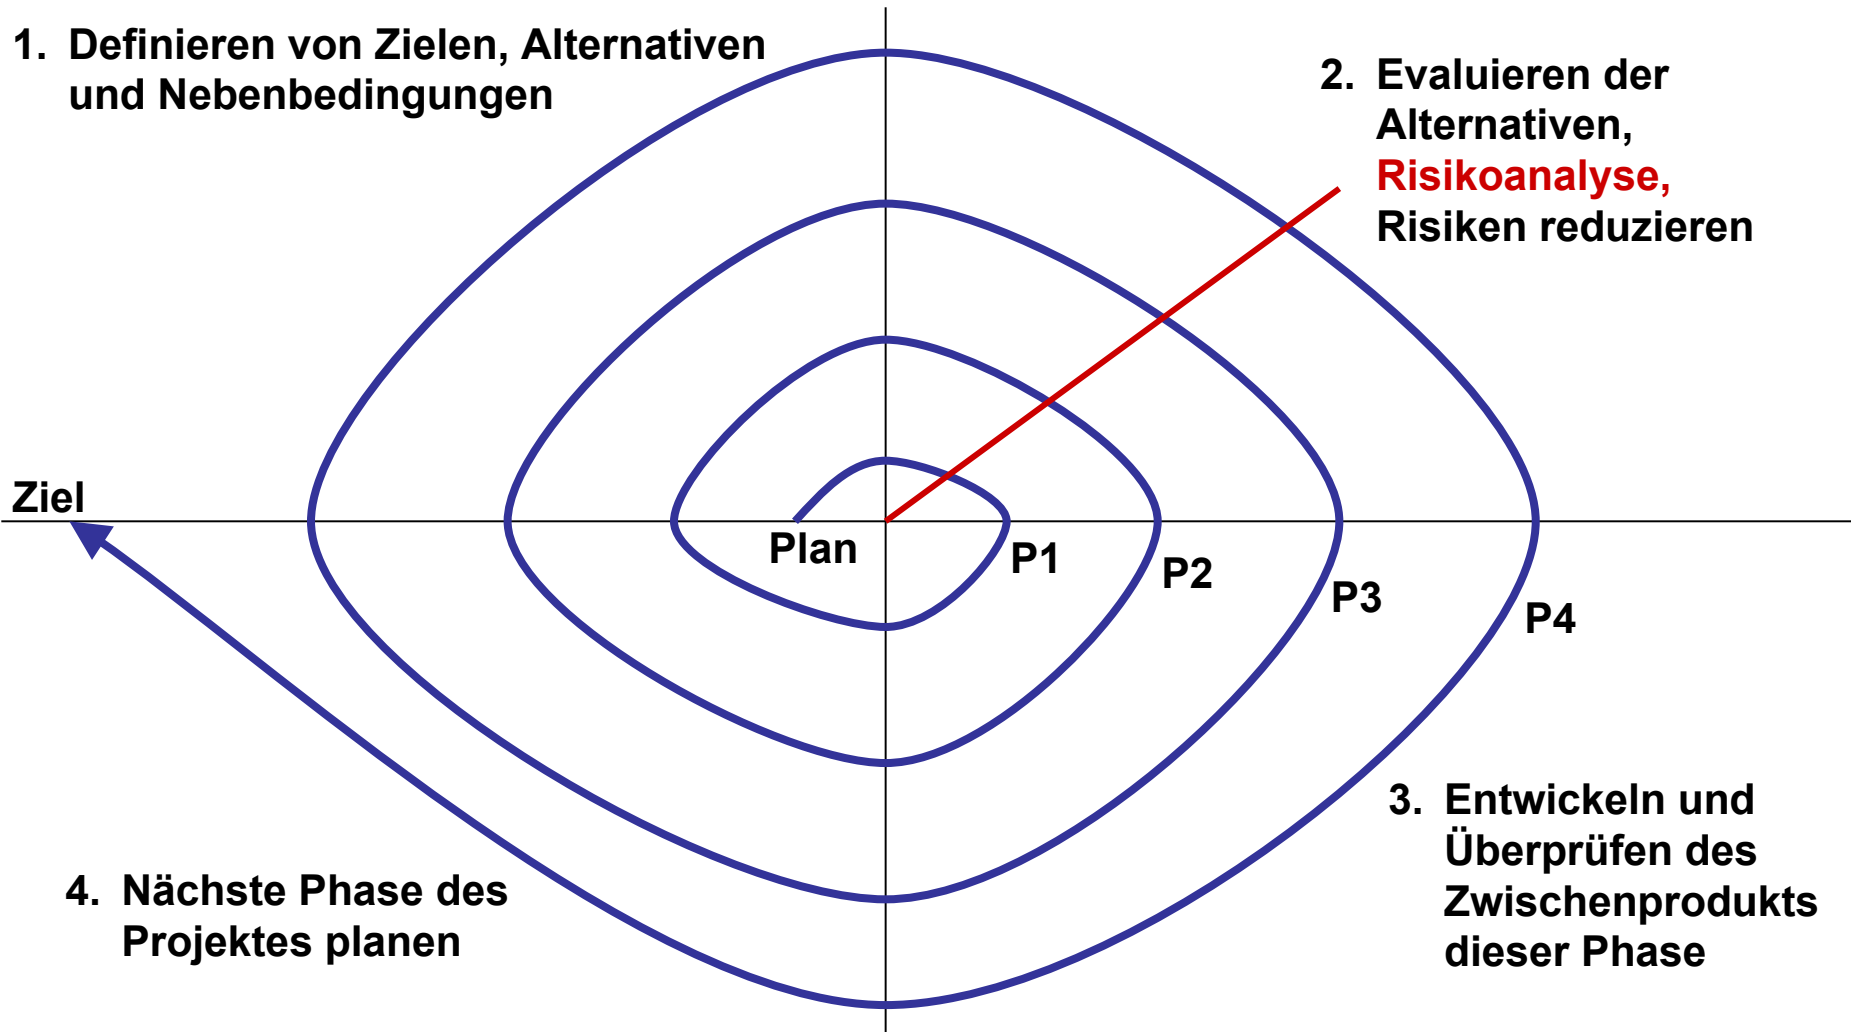 1. Definieren von Zielen, Alternativen
und Nebenbedingungen
2. Evaluieren der
Alternativen,
Risikoanalyse,
Risiken reduzieren
Ziel
Plan
P1
P2
P3
P4
3. Entwickeln und
Überprüfen des
Zwischenprodukts
dieser Phase
4. Nächste Phase des
Projektes planen